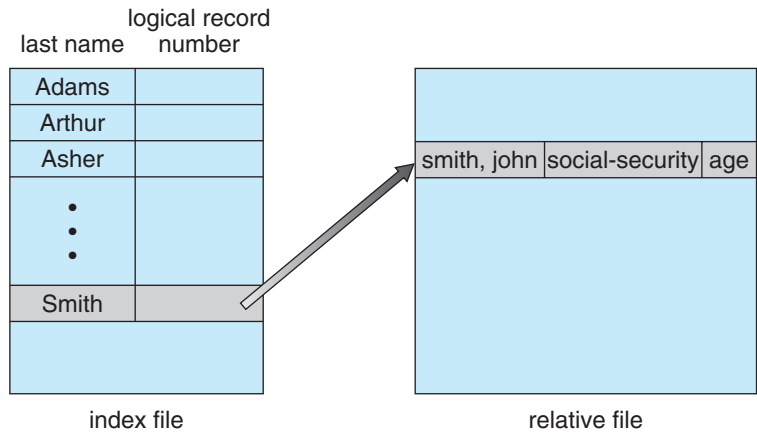 last name
logical record
number
Adams
Arthur
Asher
Smith
smith, john social-security age
index file
relative file